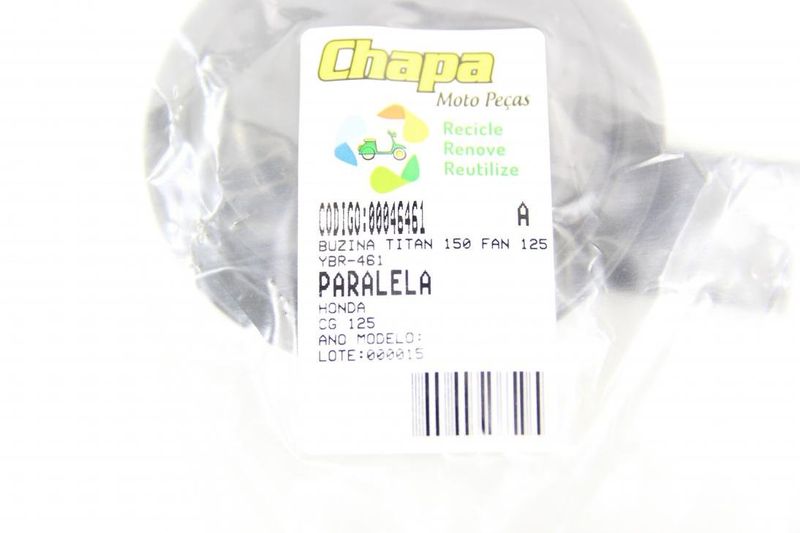 Chapa
Moto Peças
Recicle
Renove
Reutilize
CODIGO:00046461 A
BUZINA TITAN 150 FAN 125
YBR-461
PARALELA
HONDA
CG 125
ANO MODELO:
LOTE:000015